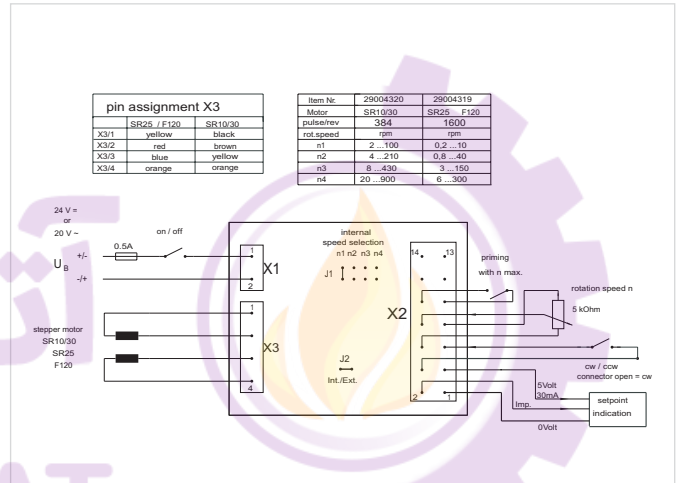 pin assignment X3
SR25 / F120 SR10/30
X3/1 yellow black
X3/2 red brown
X3/3 blue yellow
X3/4 orange orange
Item Nr. 29004320 29004319
Motor SR10/30 SR25 F120
pulse/rev 384 1600
rot.speed rpm rpm
n1 2 ...100 0,2 ...10
n2 4 ...210 0,8 ...40
n3 8 ...430 3 ...150
n4 20 ...900 6 ...300
24 V =
or
20 V ~
on / off
0.5A
U B
+/-
-/+
1
2
X1
internal
speed selection
n1 n2 n3 n4
J1
14 13
X2
priming
with n max.
rotation speed n
5 kOhm
stepper motor
SR10/30
SR25
F120
1
X3
4
J2
Int./Ext.
2 1
cw / ccw
connector open = cw
5Volt
30mA
Imp.
0Volt
setpoint
indication